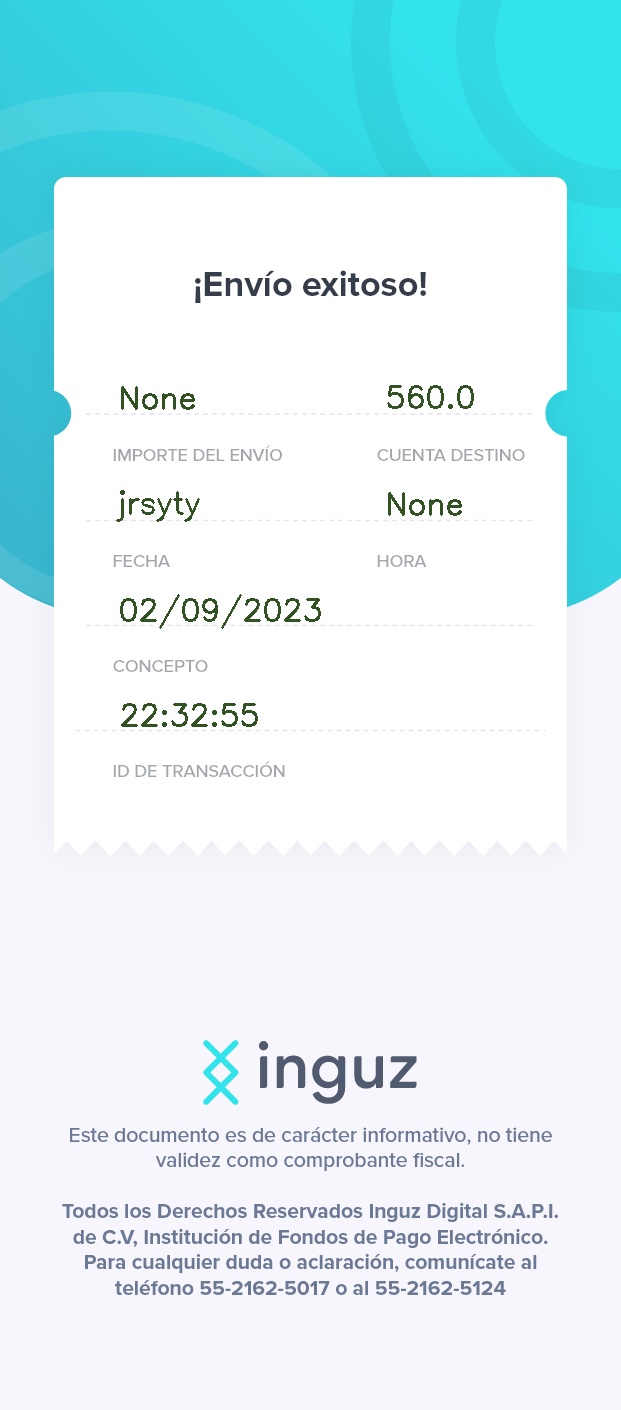 ¡Envío exitoso!
None 560.0
IMPORTE DEL ENVÍO CUENTA DESTINO
jrsyty None
FECHA HORA
02/09/2023
CONCEPTO
22:32:55
ID DE TRANSACCIÓN
inguz
Este documento es de carácter informativo, no tiene
validez como comprobante fiscal.
Todos los Derechos Reservados Inguz Digital S.A.P.I.
de C.V, Institución de Fondos de Pago Electrónico.
Para cualquier duda o aclaración, comunícate al
teléfono 55-2162-5017 o al 55-2162-5124